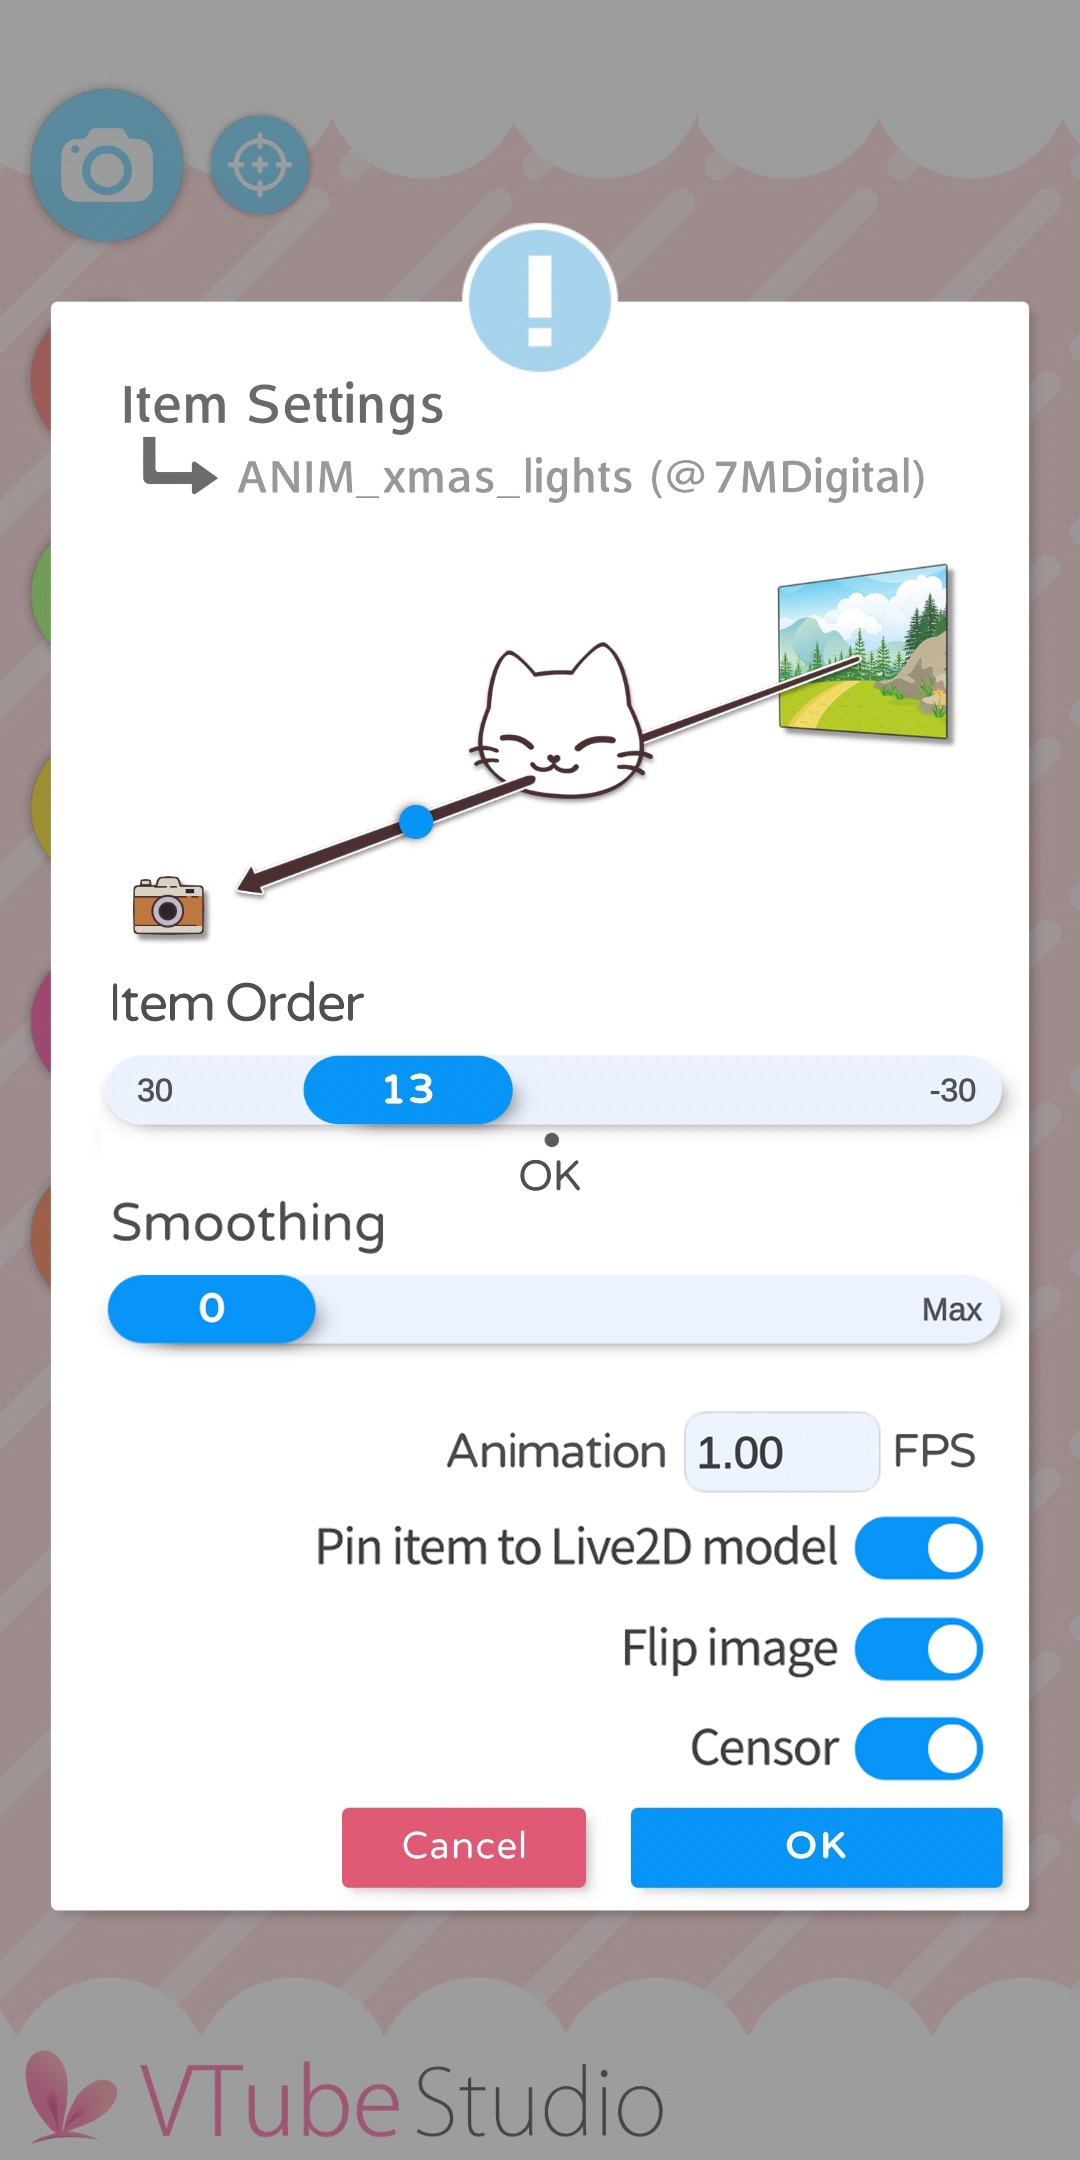 Item Settings
ANIM_xmas_lights (@7MDigital)
Item Order
30 13 -30
OK
Smoothing
0 Max
Animation 1.00 FPS
Pin item to Live2D model
Flip image
Censor
Cancel OK
VTube Studio